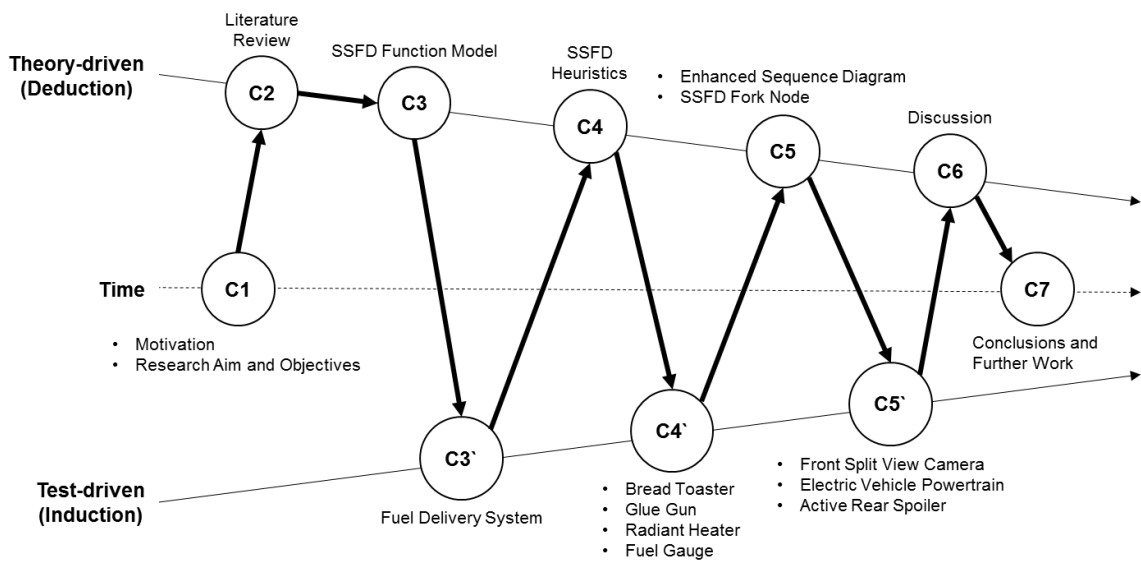 Literature
Review
SSFD Function Model
SSFD
Heuristics
• Enhanced Sequence Diagram
• SSFD Fork Node
Discussion
Theory-driven
(Deduction)
C2
C3
C4
C5
C6
Time
C1
C7
• Motivation
• Research Aim and Objectives
Conclusions and
Further Work
C3`
C4`
C5`
Test-driven
(Induction)
Fuel Delivery System
• Bread Toaster
• Glue Gun
• Radiant Heater
• Fuel Gauge
• Front Split View Camera
• Electric Vehicle Powertrain
• Active Rear Spoiler